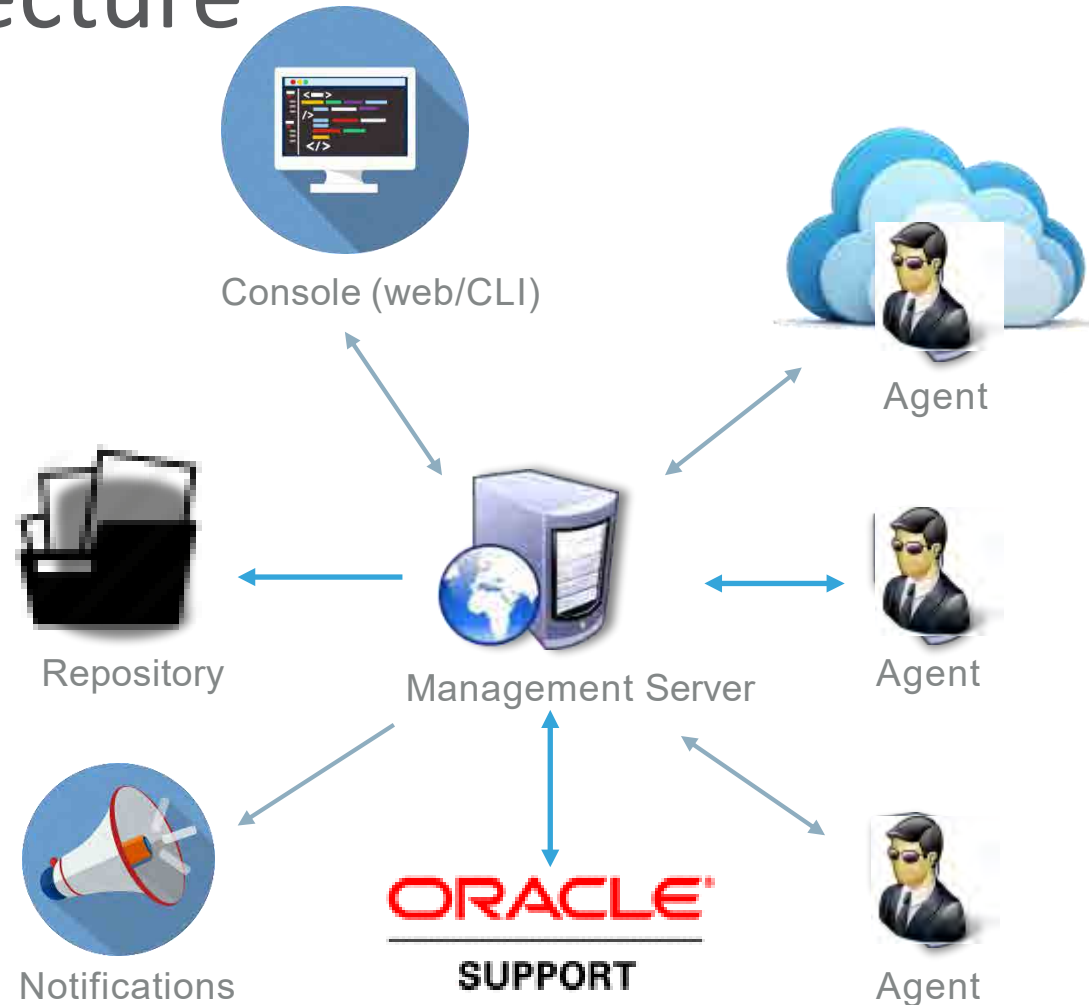 ecture
Console (web/CLI)
Agent
Repository
Management Server
Agent
Notifications
ORACLE
SUPPORT
Agent